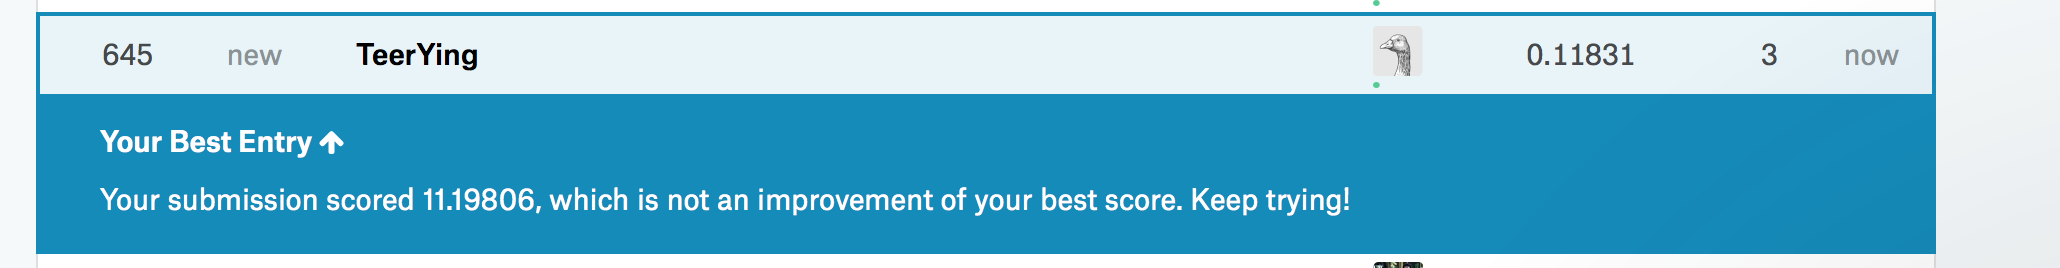 645 new TeerYing 0.11831 3 now
Your Best Entry
Your submission scored 11.19806, which is not an improvement of your best score. Keep trying!